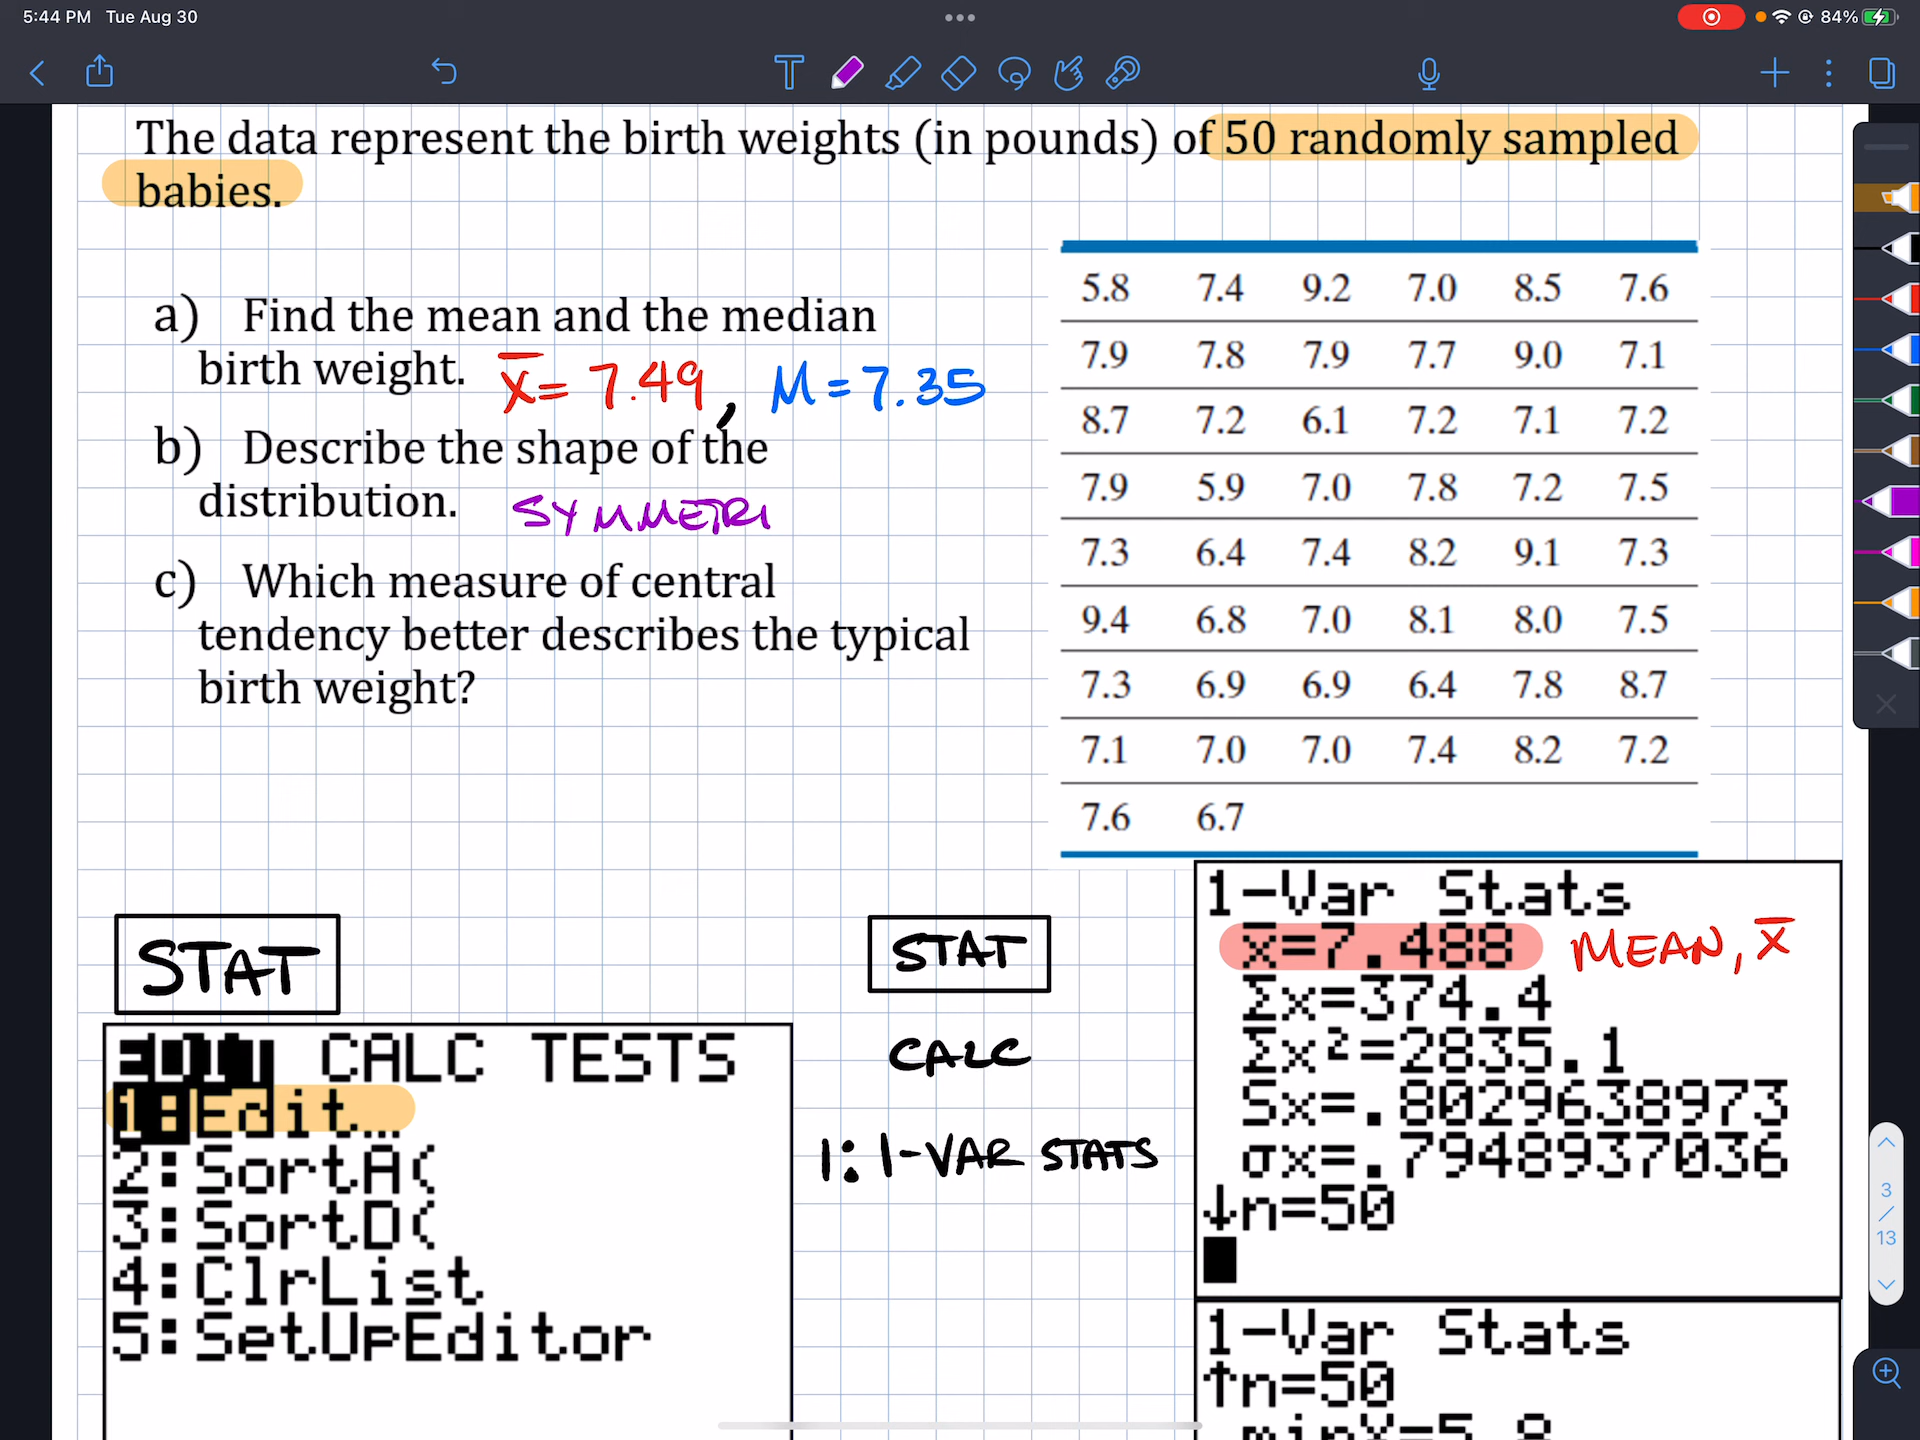 5:44 PM Tue Aug 30
84%
The data represent the birth weights (in pounds) of 50 randomly sampled
babies.
a) Find the mean and the median
birth weight. x̄ = 7.49, M = 7.35
b) Describe the shape of the
distribution. SYMMETRI
c) Which measure of central
tendency better describes the typical
birth weight?
5.8 7.4 9.2 7.0 8.5 7.6
7.9 7.8 7.9 7.7 9.0 7.1
8.7 7.2 6.1 7.2 7.1 7.2
7.9 5.9 7.0 7.8 7.2 7.5
7.3 6.4 7.4 8.2 9.1 7.3
9.4 6.8 7.0 8.1 8.0 7.5
7.3 6.9 6.9 6.4 7.8 8.7
7.1 7.0 7.0 7.4 8.2 7.2
7.6 6.7
STAT
CALC TESTS
1:Edit…
2:SortA(
3:SortD(
4:ClrList
5:SetUpEditor
STAT
CALC
1: 1-VAR STATS
1-Var Stats
x̄=7.488 MEAN, x̄
Σx=374.4
Σx²=2835.1
Sx=.8029638973
σx=.7948937036
↓n=50
1-Var Stats
↑n=50
minX=5.8
3
/
13